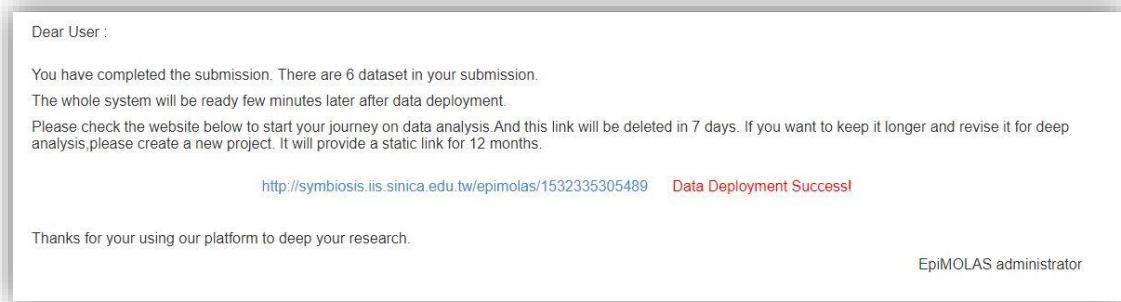 Dear User :
You have completed the submission. There are 6 dataset in your submission.
The whole system will be ready few minutes later after data deployment.
Please check the website below to start your journey on data analysis.And this link will be deleted in 7 days. If you want to keep it longer and revise it for deep
analysis,please create a new project. It will provide a static link for 12 months.
http://symbiosis.iis.sinica.edu.tw/epimolas/1532335305489 Data Deployment Success!
Thanks for your using our platform to deep your research.
EpiMOLAS administrator